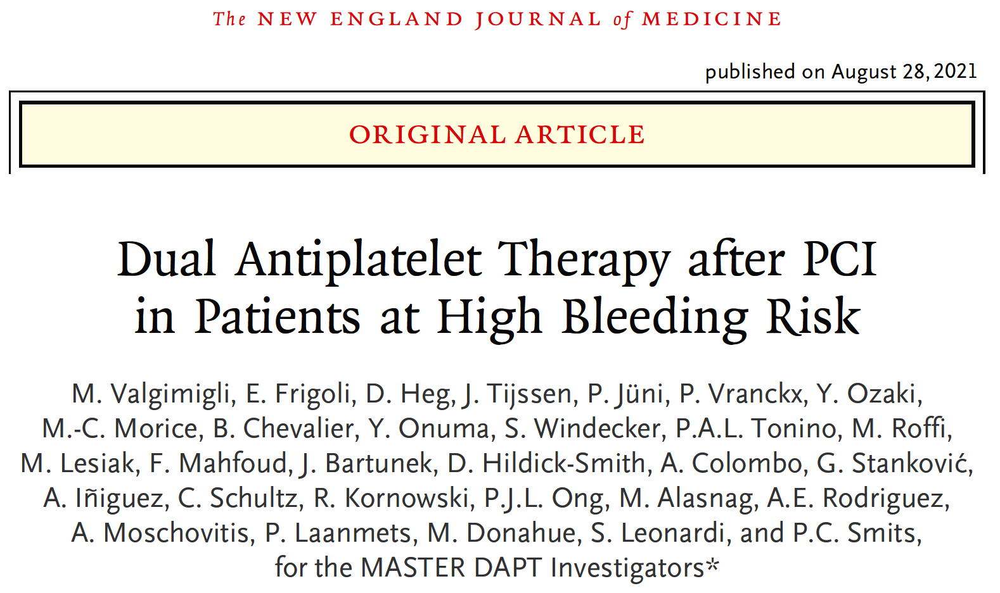 The NEW ENGLAND JOURNAL of MEDICINE
published on August 28, 2021
ORIGINAL ARTICLE
Dual Antiplatelet Therapy after PCI
in Patients at High Bleeding Risk
M. Valgimigli, E. Frigoli, D. Heg, J. Tijssen, P. Jüni, P. Vranckx, Y. Ozaki,
M.-C. Morice, B. Chevalier, Y. Onuma, S. Windecker, P.A.L. Tonino, M. Roffi,
M. Lesiak, F. Mahfoud, J. Bartunek, D. Hildick-Smith, A. Colombo, G. Stanković,
A. Iñiguez, C. Schultz, R. Kornowski, P.J.L. Ong, M. Alasnag, A.E. Rodriguez,
A. Moschovitis, P. Laanmets, M. Donahue, S. Leonardi, and P.C. Smits,
for the MASTER DAPT Investigators*